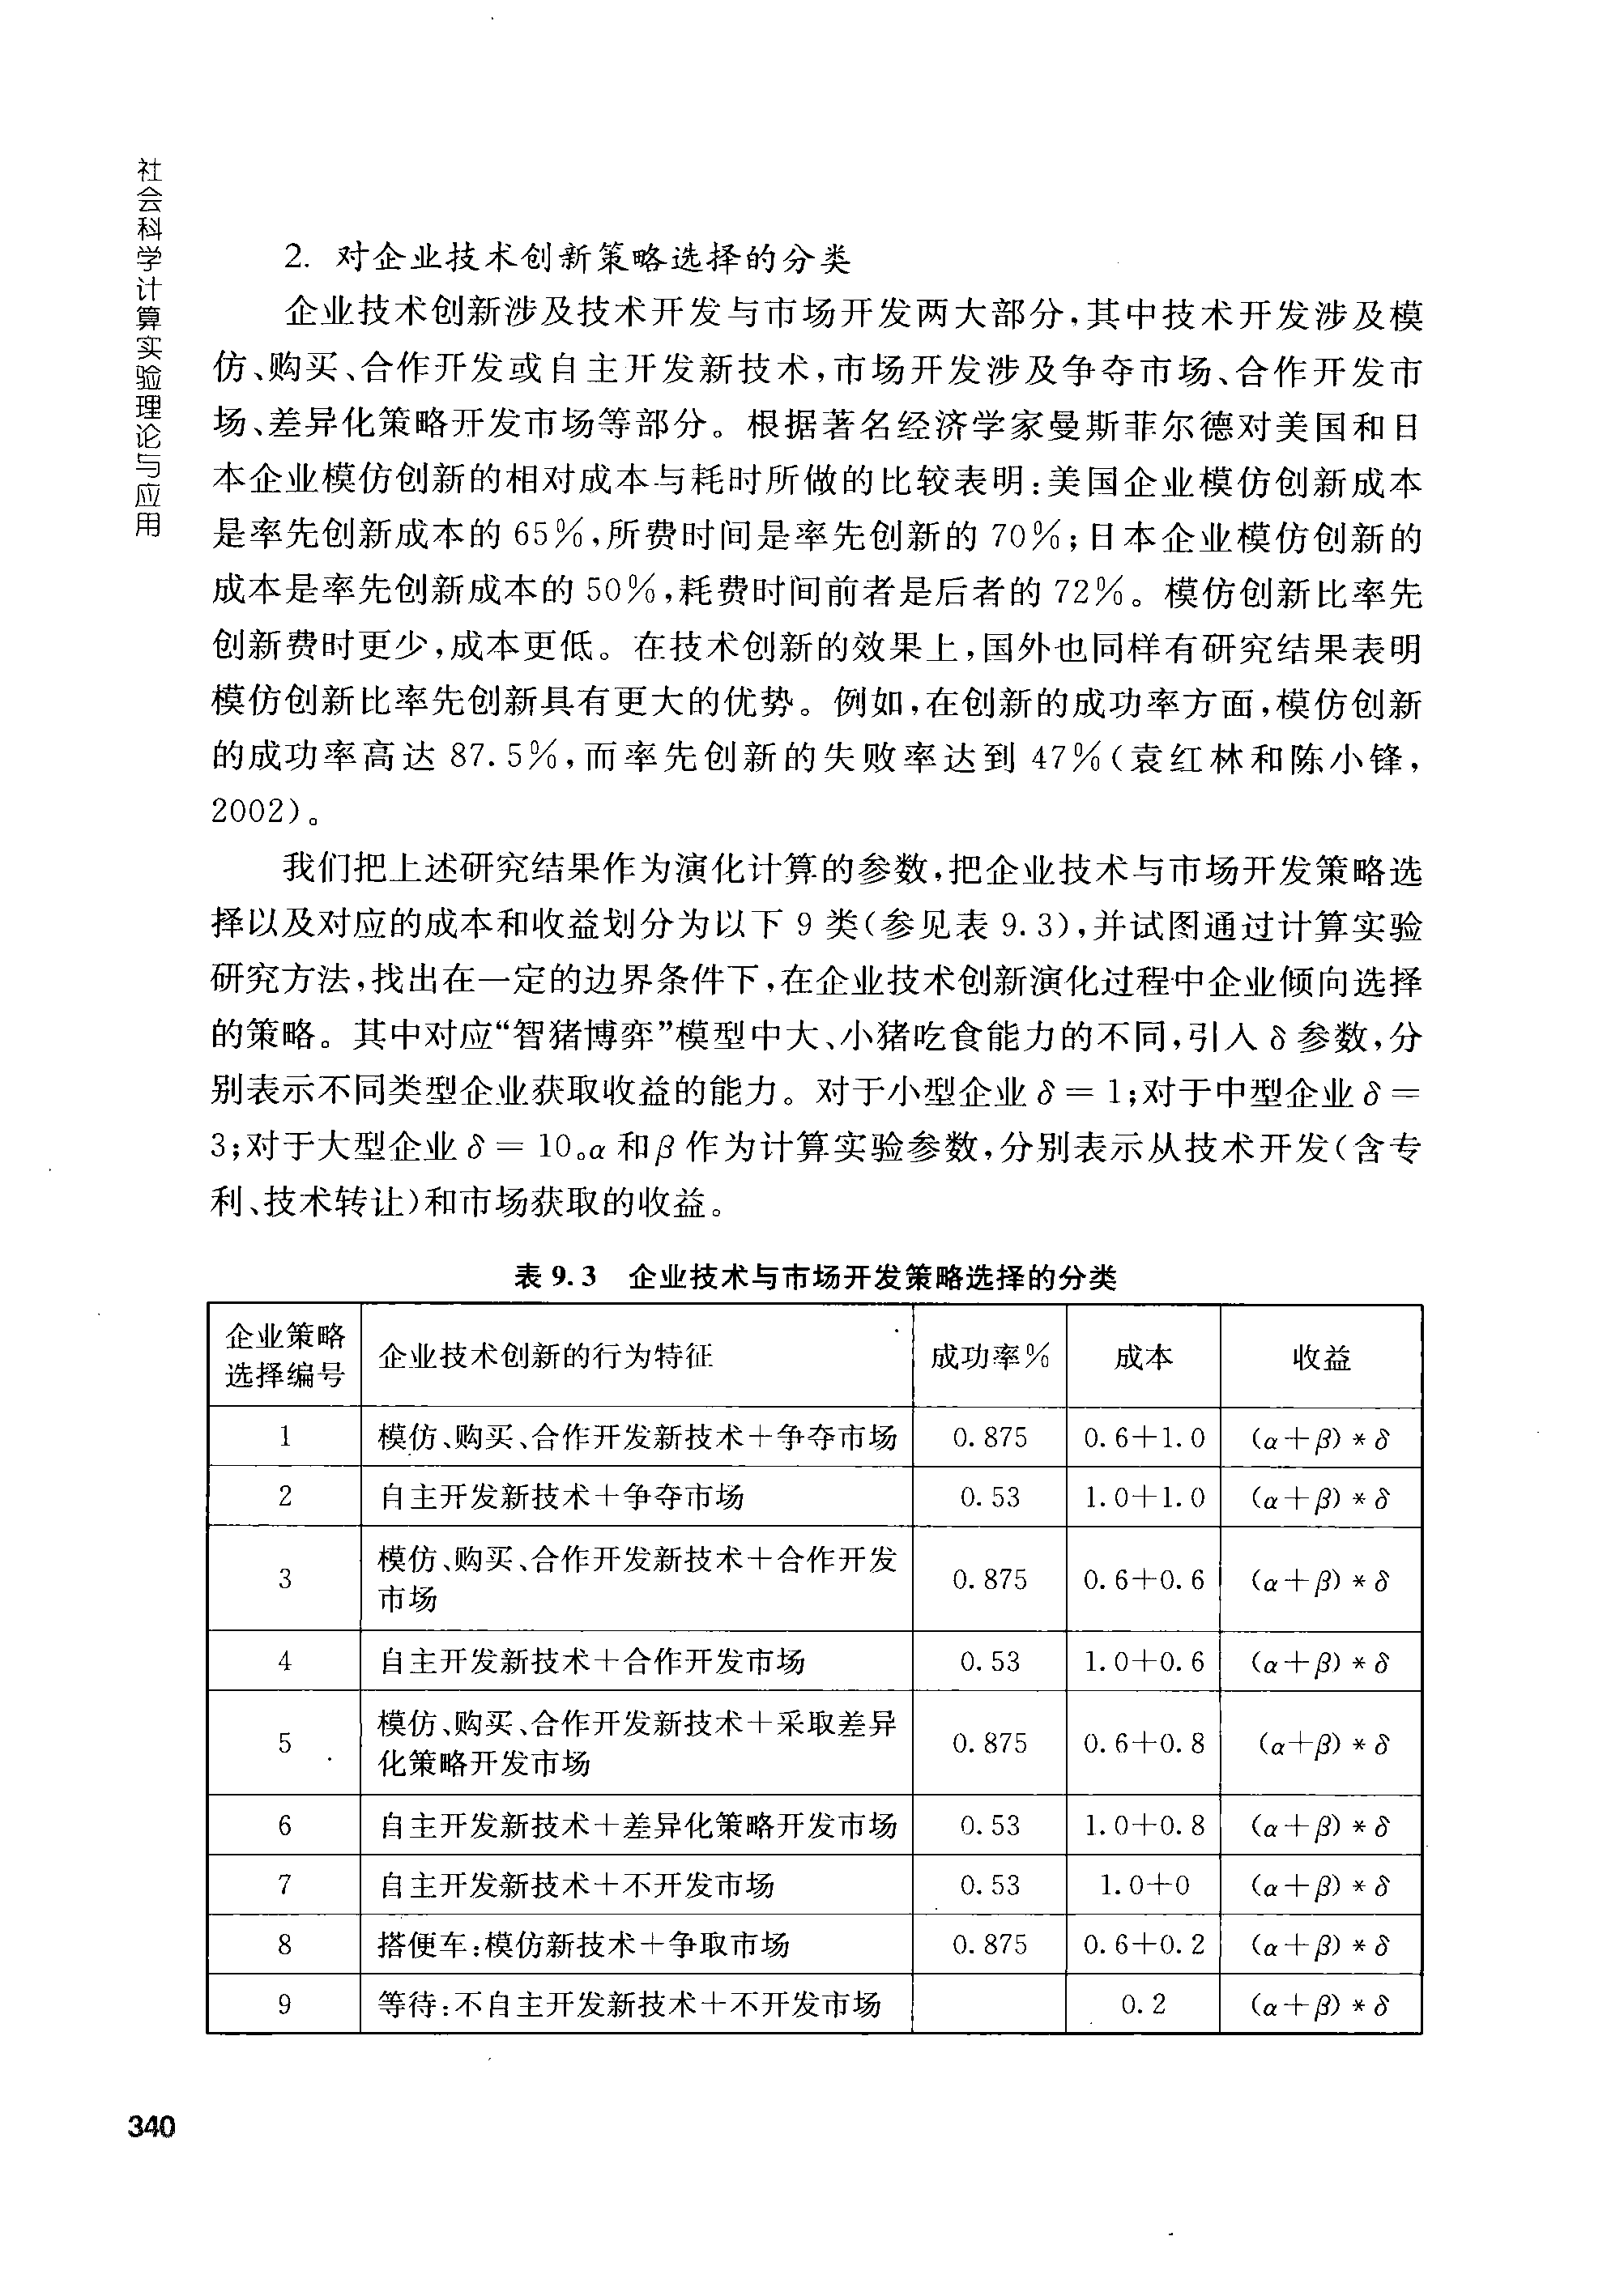 社会科学计算实验理论与应用
2. 对企业技术创新策略选择的分类
企业技术创新涉及技术开发与市场开发两大部分,其中技术开发涉及模
仿、购买、合作开发或自主开发新技术,市场开发涉及争夺市场、合作开发市
场、差异化策略开发市场等部分。根据著名经济学家曼斯菲尔德对美国和日
本企业模仿创新的相对成本与耗时所做的比较表明:美国企业模仿创新成本
是率先创新成本的 65%,所费时间是率先创新的 70%;日本企业模仿创新的
成本是率先创新成本的 50%,耗费时间前者是后者的 72%。模仿创新比率先
创新费时更少,成本更低。在技术创新的效果上,国外也同样有研究结果表明
模仿创新比率先创新具有更大的优势。例如,在创新的成功率方面,模仿创新
的成功率高达 87.5%,而率先创新的失败率达到 47%(袁红林和陈小锋,
2002)。
我们把上述研究结果作为演化计算的参数,把企业技术与市场开发策略选
择以及对应的成本和收益划分为以下 9 类(参见表 9.3),并试图通过计算实验
研究方法,找出在一定的边界条件下,在企业技术创新演化过程中企业倾向选择
的策略。其中对应“智猪博弈”模型中大、小猪吃食能力的不同,引入 δ 参数,分
别表示不同类型企业获取收益的能力。对于小型企业 δ = 1;对于中型企业 δ =
3;对于大型企业 δ = 10。α 和 β 作为计算实验参数,分别表示从技术开发(含专
利、技术转让)和市场获取的收益。
表 9.3 企业技术与市场开发策略选择的分类
企业策略
选择编号 企业技术创新的行为特征 成功率% 成本 收益
1 模仿、购买、合作开发新技术+争夺市场 0.875 0.6+1.0 (α+β)*δ
2 自主开发新技术+争夺市场 0.53 1.0+1.0 (α+β)*δ
3 模仿、购买、合作开发新技术+合作开发
市场 0.875 0.6+0.6 (α+β)*δ
4 自主开发新技术+合作开发市场 0.53 1.0+0.6 (α+β)*δ
5 模仿、购买、合作开发新技术+采取差异
化策略开发市场 0.875 0.6+0.8 (α+β)*δ
6 自主开发新技术+差异化策略开发市场 0.53 1.0+0.8 (α+β)*δ
7 自主开发新技术+不开发市场 0.53 1.0+0 (α+β)*δ
8 搭便车:模仿新技术+争取市场 0.875 0.6+0.2 (α+β)*δ
9 等待:不自主开发新技术+不开发市场 0.2 (α+β)*δ
340